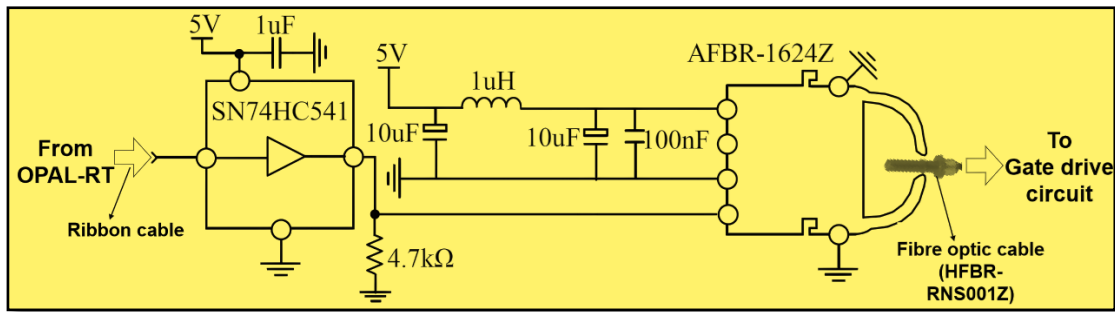 5V
1uF
SN74HC541
From
OPAL-RT
Ribbon cable
4.7kΩ
5V
1uH
10uF
10uF
100nF
AFBR-1624Z
To
Gate drive
circuit
Fibre optic cable
(HFBR-
RNS001Z)